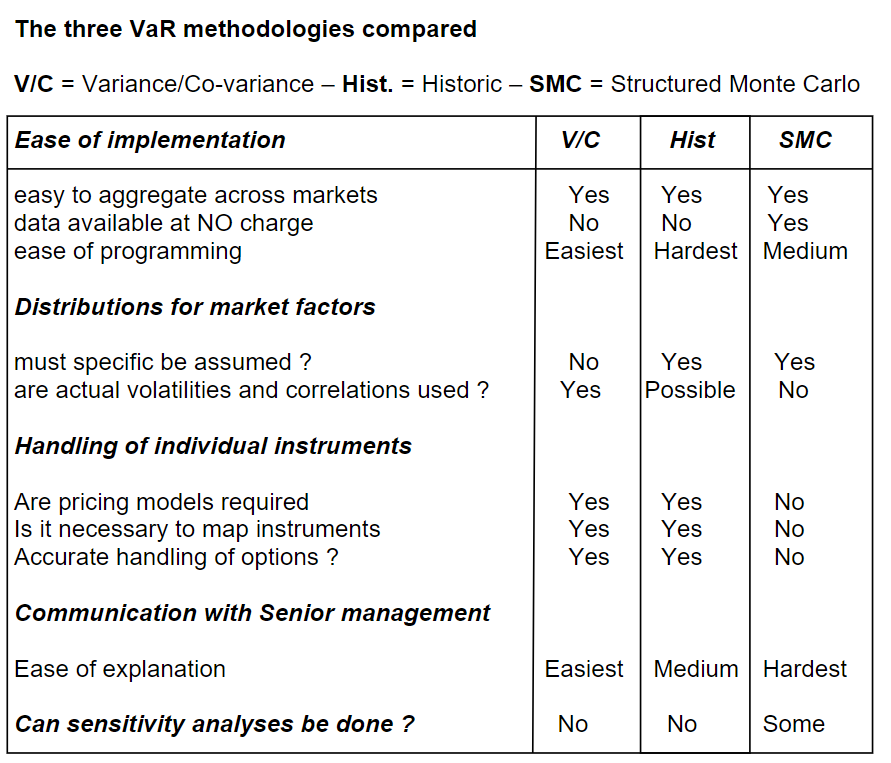 The three VaR methodologies compared
V/C = Variance/Co-variance – Hist. = Historic – SMC = Structured Monte Carlo
Ease of implementation V/C Hist SMC
easy to aggregate across markets Yes Yes Yes
data available at NO charge No No Yes
ease of programming Easiest Hardest Medium
Distributions for market factors
must specific be assumed ? No Yes Yes
are actual volatilities and correlations used ? Yes Possible No
Handling of individual instruments
Are pricing models required Yes Yes No
Is it necessary to map instruments Yes Yes No
Accurate handling of options ? Yes Yes No
Communication with Senior management
Ease of explanation Easiest Medium Hardest
Can sensitivity analyses be done ? No No Some